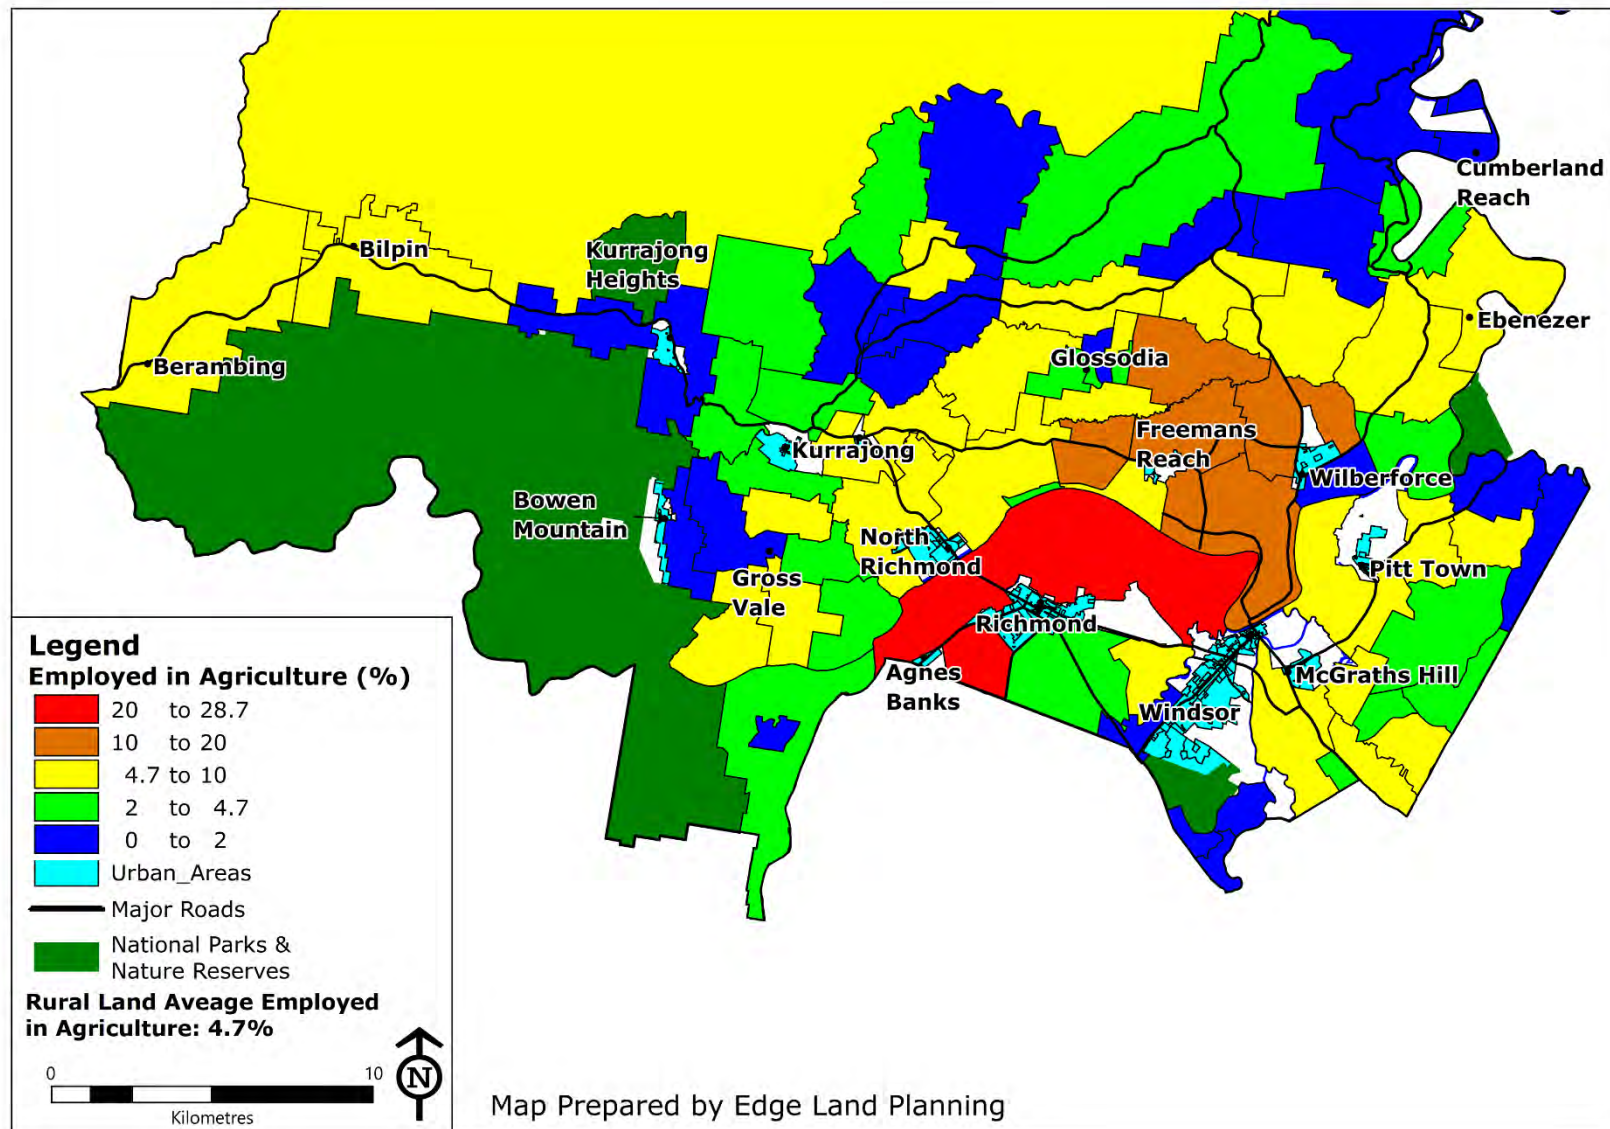 Cumberland
Reach
Bilpin
Kurrajong
Heights
Ebenezer
Berambing
Glossodia
Freemans
Reach
Kurrajong
Wilberforce
Bowen
Mountain
North
Richmond
Pitt Town
Gross
Vale
Richmond
Agnes
Banks
McGraths Hill
Windsor
Legend
Employed in Agriculture (%)
20 to 28.7
10 to 20
4.7 to 10
2 to 4.7
0 to 2
Urban_Areas
Major Roads
National Parks &
Nature Reserves
Rural Land Aveage Employed
in Agriculture: 4.7%
0 10
Kilometres
N
Map Prepared by Edge Land Planning